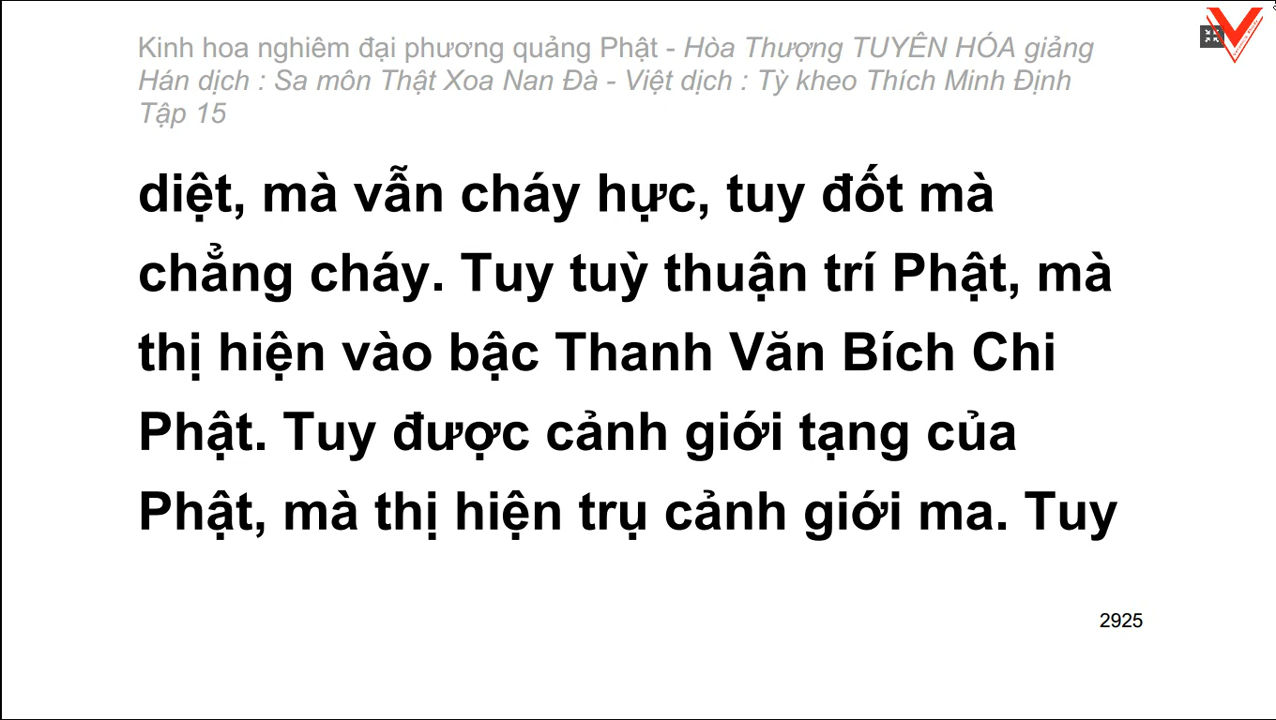 Kinh hoa nghiêm đại phương quảng Phật - Hòa Thượng TUYÊN HÓA giảng
Hán dịch : Sa môn Thật Xoa Nan Đà - Việt dịch : Tỳ kheo Thích Minh Định
Tập 15
diệt, mà vẫn cháy hực, tuy đốt mà
chẳng cháy. Tuy tuỳ thuận trí Phật, mà
thị hiện vào bậc Thanh Văn Bích Chi
Phật. Tuy được cảnh giới tạng của
Phật, mà thị hiện trụ cảnh giới ma. Tuy
2925